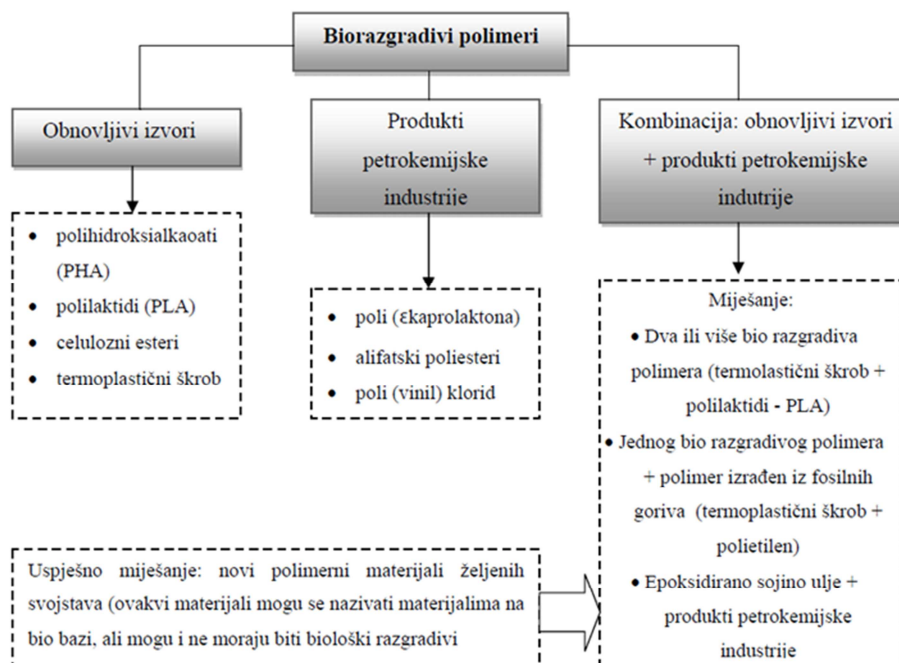 Biorazgradivi polimeri
Obnovljivi izvori
Produkti
petrokemijske
industrije
Kombinacija: obnovljivi izvori
+ produkti petrokemijske
indutrije
• polihidroksialkaoati
(PHA)
• polilaktidi (PLA)
• celulozni esteri
• termoplastični škrob
• poli (εkaprolaktona)
• alifatski poliesteri
• poli (vinil) klorid
Miješanje:
• Dva ili više bio razgradiva
polimera (termolastični škrob +
polilaktidi - PLA)
• Jednog bio razgradivog polimera
+ polimer izrađen iz fosilnih
goriva (termoplastični škrob +
polietilen)
• Epoksidirano sojino ulje +
produkti petrokemijske
industrije
Uspješno miješanje: novi polimerni materijali željenih
svojstava (ovakvi materijali mogu se nazivati materijalima na
bio bazi, ali mogu i ne moraju biti biološki razgradivi